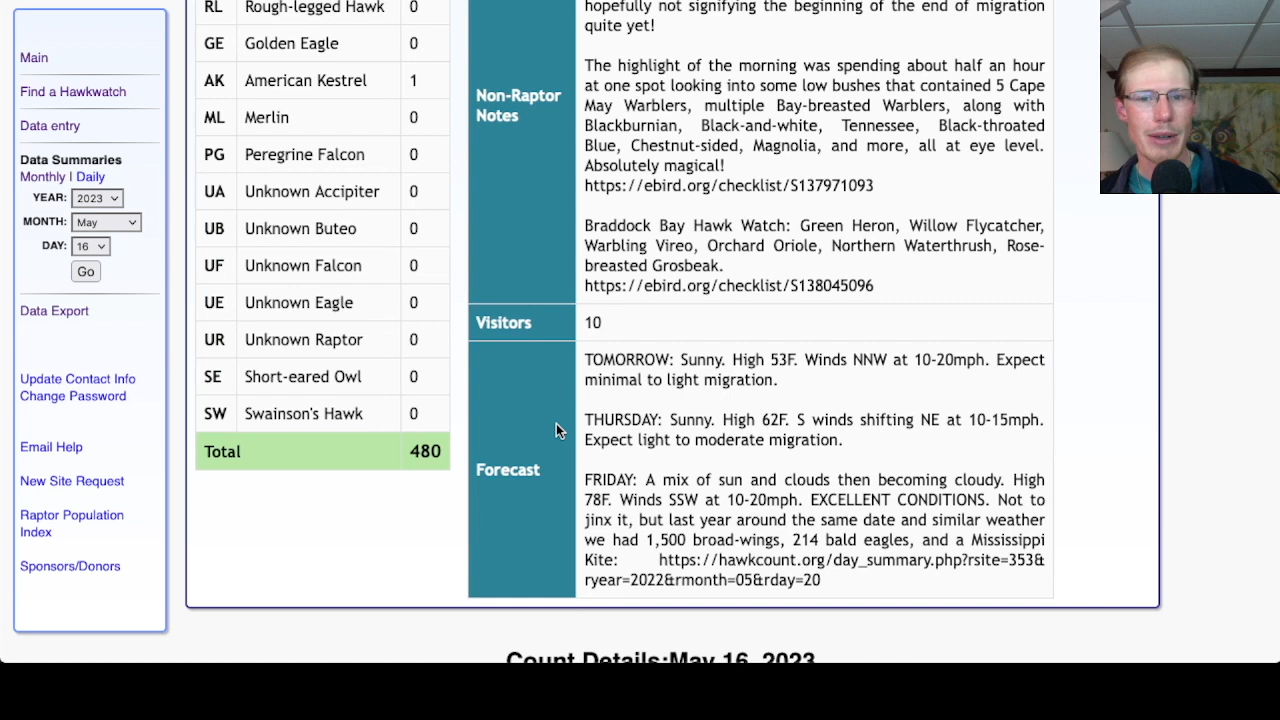 Main
Find a Hawkwatch
Data entry
Data Summaries
Monthly | Daily
YEAR: 2023
MONTH: May
DAY: 16
Go
Data Export
Update Contact Info
Change Password
Email Help
New Site Request
Raptor Population
Index
Sponsors/Donors
RL Rough-legged Hawk 0
GE Golden Eagle 0
AK American Kestrel 1
ML Merlin 0
PG Peregrine Falcon 0
UA Unknown Accipiter 0
UB Unknown Buteo 0
UF Unknown Falcon 0
UE Unknown Eagle 0
UR Unknown Raptor 0
SE Short-eared Owl 0
SW Swainson's Hawk 0
Total 480
Non-Raptor
Notes
hopefully not signifying the beginning of the end of migration
quite yet!
The highlight of the morning was spending about half an hour
at one spot looking into some low bushes that contained 5 Cape
May Warblers, multiple Bay-breasted Warblers, along with
Blackburnian, Black-and-white, Tennessee, Black-throated
Blue, Chestnut-sided, Magnolia, and more, all at eye level.
Absolutely magical!
https://ebird.org/checklist/S137971093
Braddock Bay Hawk Watch: Green Heron, Willow Flycatcher,
Warbling Vireo, Orchard Oriole, Northern Waterthrush, Rose-
breasted Grosbeak.
https://ebird.org/checklist/S138045096
Visitors 10
Forecast
TOMORROW: Sunny. High 53F. Winds NNW at 10-20mph. Expect
minimal to light migration.
THURSDAY: Sunny. High 62F. S winds shifting NE at 10-15mph.
Expect light to moderate migration.
FRIDAY: A mix of sun and clouds then becoming cloudy. High
78F. Winds SSW at 10-20mph. EXCELLENT CONDITIONS. Not to
jinx it, but last year around the same date and similar weather
we had 1,500 broad-wings, 214 bald eagles, and a Mississippi
Kite: https://hawkcount.org/day_summary.php?rsite=353&
ryear=2022&rmonth=05&rday=20
Count Details:May 16, 2023